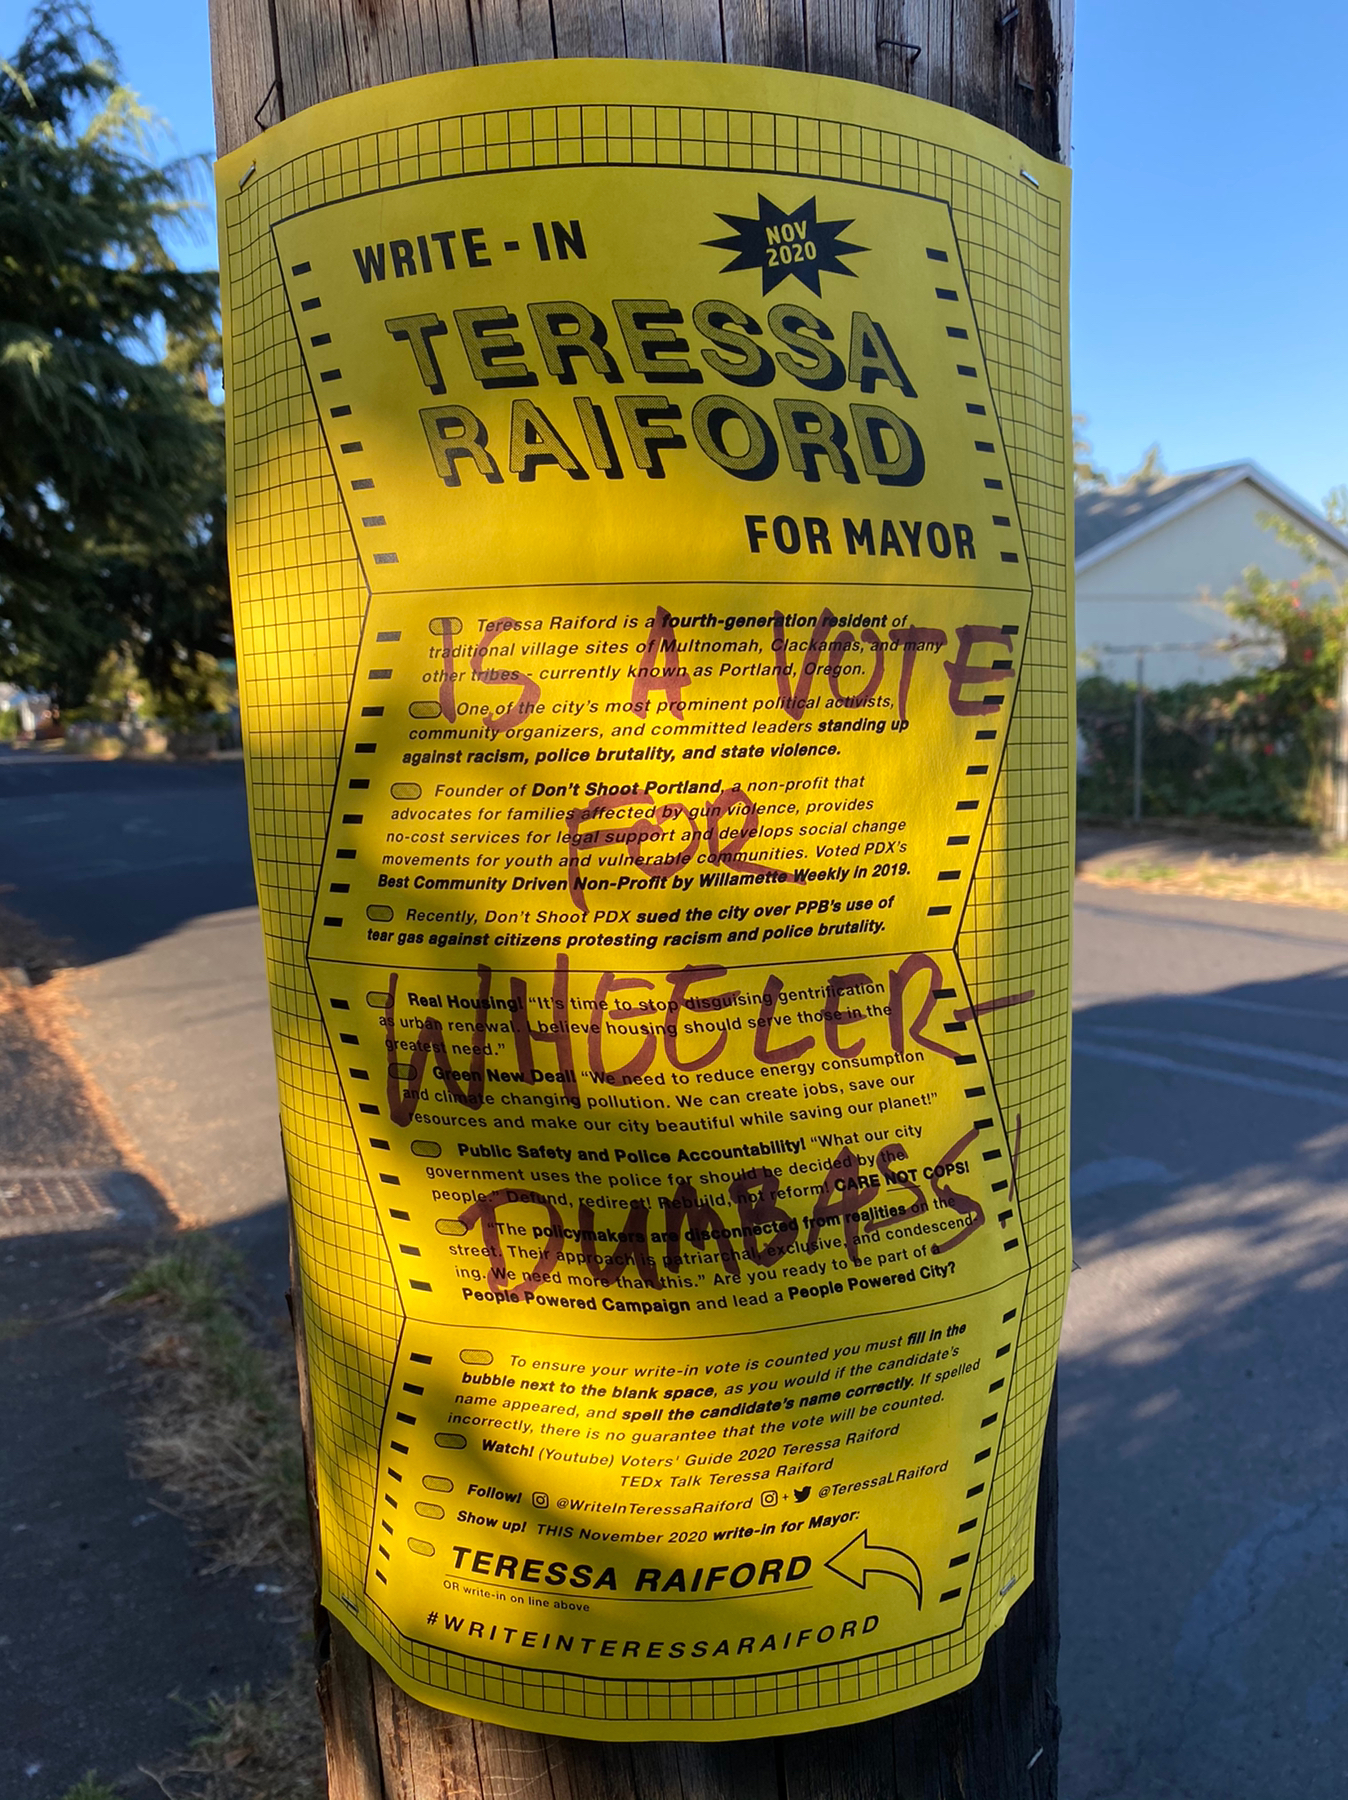 WRITE - IN
NOV
2020
TERESSA
RAIFORD
FOR MAYOR
Teressa Raiford is a fourth-generation resident of
traditional village sites of Multnomah, Clackamas, and many
other tribes - currently known as Portland, Oregon.
One of the city's most prominent political activists,
community organizers, and committed leaders standing up
against racism, police brutality, and state violence.
Founder of Don't Shoot Portland, a non-profit that
advocates for families affected by gun violence, provides
no-cost services for legal support and develops social change
movements for youth and vulnerable communities. Voted PDX's
Best Community Driven Non-Profit by Willamette Weekly in 2019.
Recently, Don't Shoot PDX sued the city over PPB's use of
tear gas against citizens protesting racism and police brutality.
Real Housing! "It's time to stop disguising gentrification
as urban renewal. I believe housing should serve those in the
greatest need."
Green New Deal! "We need to reduce energy consumption
and climate changing pollution. We can create jobs, save our
resources and make our city beautiful while saving our planet!"
Public Safety and Police Accountability! "What our city
government uses the police for should be decided by the
people." Defund, redirect! Rebuild, not reform! CARE NOT COPS!
"The policymakers are disconnected from realities on the
street. Their approach is patriarchal, exclusive, and condescend-
ing. We need more than this." Are you ready to be part of a
People Powered Campaign and lead a People Powered City?
To ensure your write-in vote is counted you must fill in the
bubble next to the blank space, as you would if the candidate's
name appeared, and spell the candidate's name correctly. If spelled
incorrectly, there is no guarantee that the vote will be counted.
Watch! (Youtube) Voters' Guide 2020 Teressa Raiford
TEDx Talk Teressa Raiford
Follow! @WriteInTeressaRaiford + @TeressaLRaiford
Show up! THIS November 2020 write-in for Mayor:
TERESSA RAIFORD
OR write-in on line above
#WRITEINTERESSARAIFORD
IS A VOTE
FOR
WHEELER-
DUMBASS!